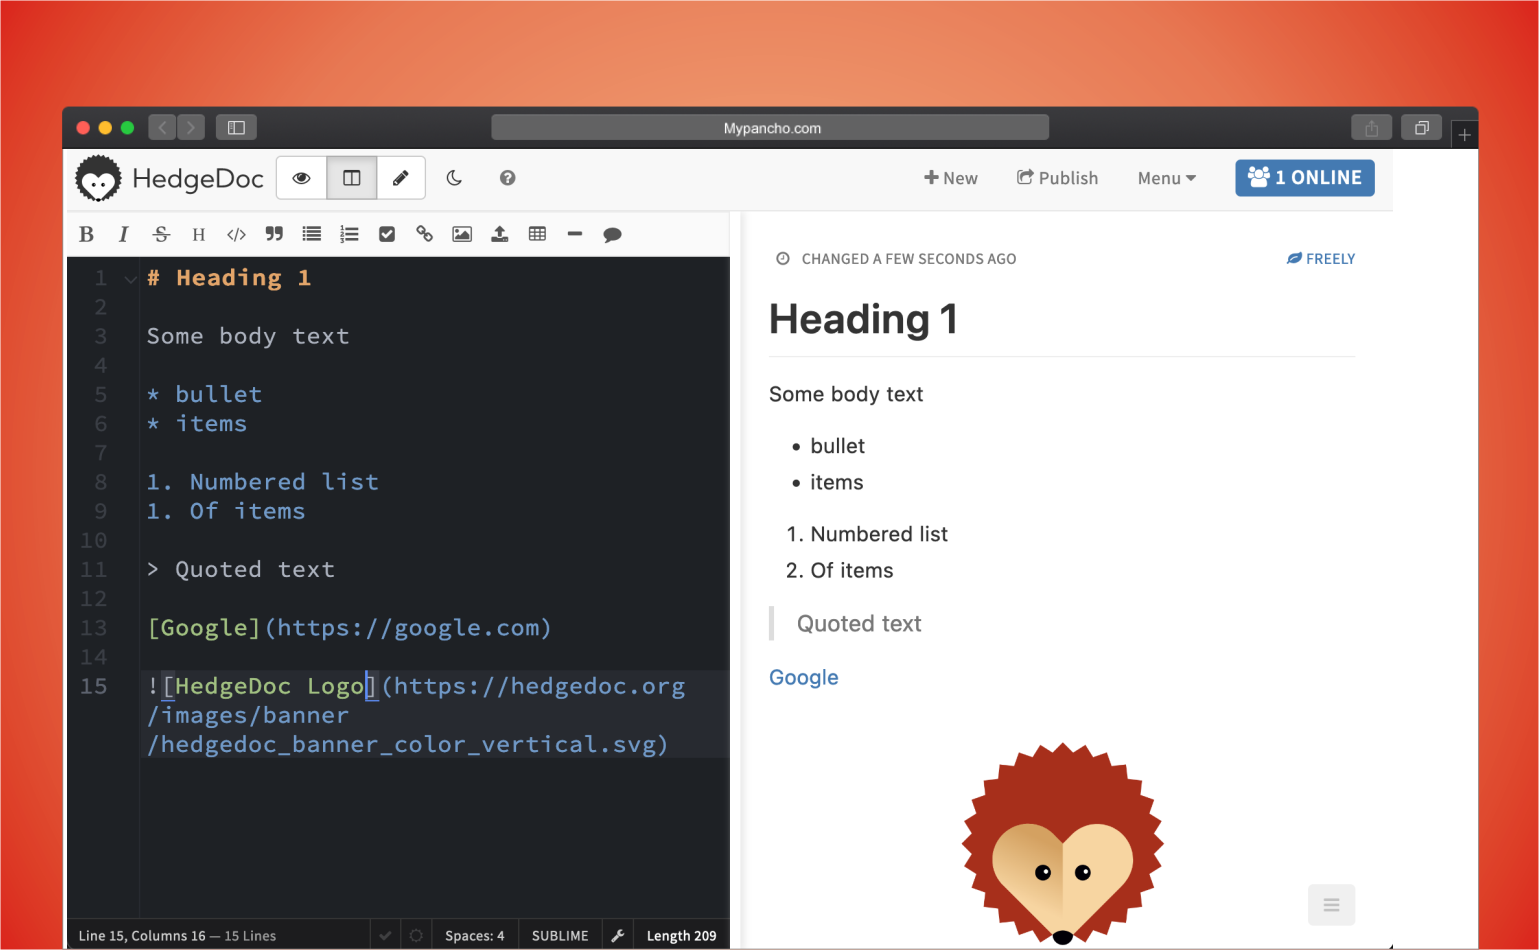 Mypancho.com
HedgeDoc
New Publish Menu 1 ONLINE
B I S H </>
1 # Heading 1
2
3 Some body text
4
5 * bullet
6 * items
7
8 1. Numbered list
9 1. Of items
10
11 > Quoted text
12
13 [Google](https://google.com)
14
15 ![HedgeDoc Logo](https://hedgedoc.org
/images/banner
/hedgedoc_banner_color_vertical.svg)
Line 15, Columns 16 — 15 Lines Spaces: 4 SUBLIME Length 209
CHANGED A FEW SECONDS AGO FREELY
Heading 1
Some body text
• bullet
• items
1. Numbered list
2. Of items
Quoted text
Google